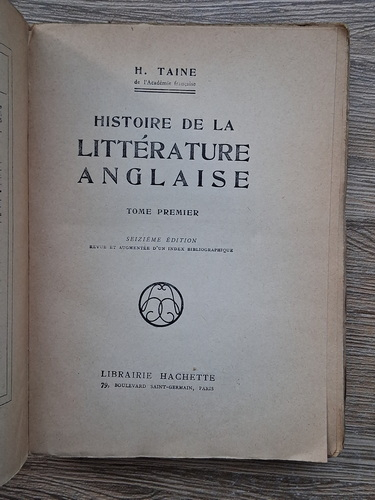 H. TAINE
de l'Académie française
HISTOIRE DE LA
LITTÉRATURE
ANGLAISE
TOME PREMIER
SEIZIÈME ÉDITION
REVUE ET AUGMENTÉE D'UN INDEX BIBLIOGRAPHIQUE
LIBRAIRIE HACHETTE
79, BOULEVARD SAINT-GERMAIN, PARIS